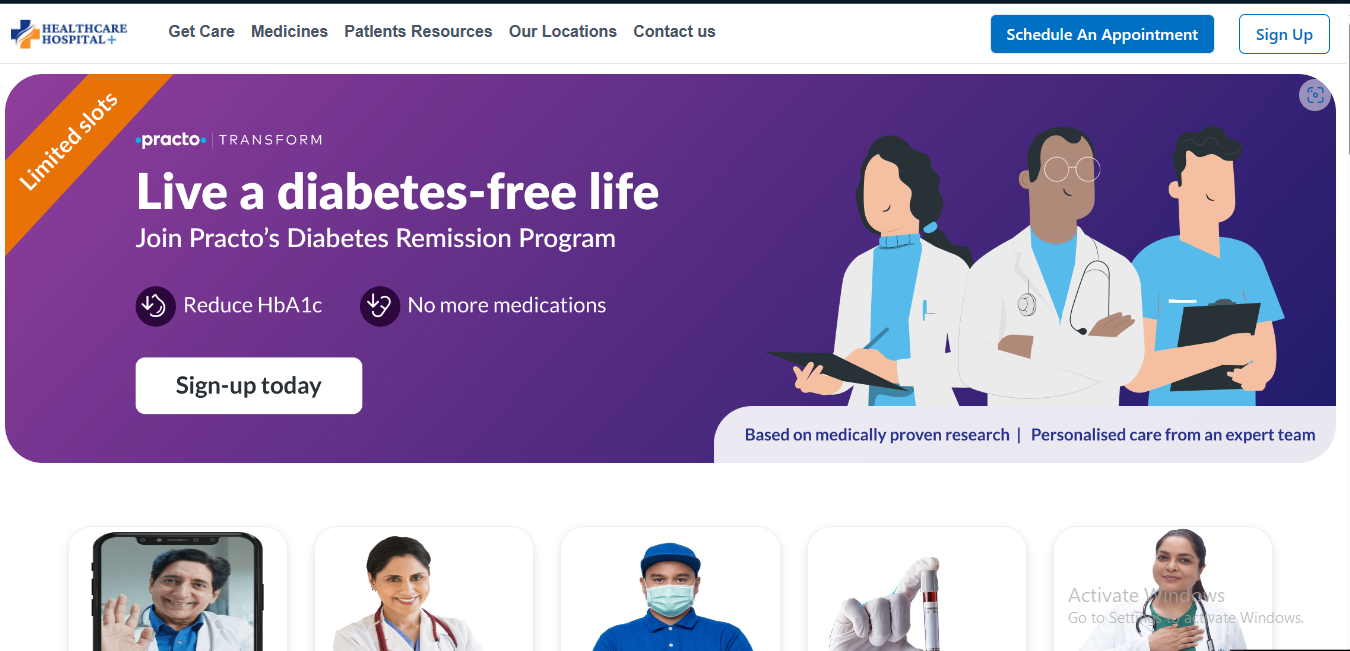 HEALTHCARE
HOSPITAL+
Get Care Medicines Patients Resources Our Locations Contact us
Schedule An Appointment
Sign Up
Limited slots
practo TRANSFORM
Live a diabetes-free life
Join Practo's Diabetes Remission Program
Reduce HbA1c No more medications
Sign-up today
Based on medically proven research | Personalised care from an expert team
Activate Windows
Go to Settings to activate Windows.